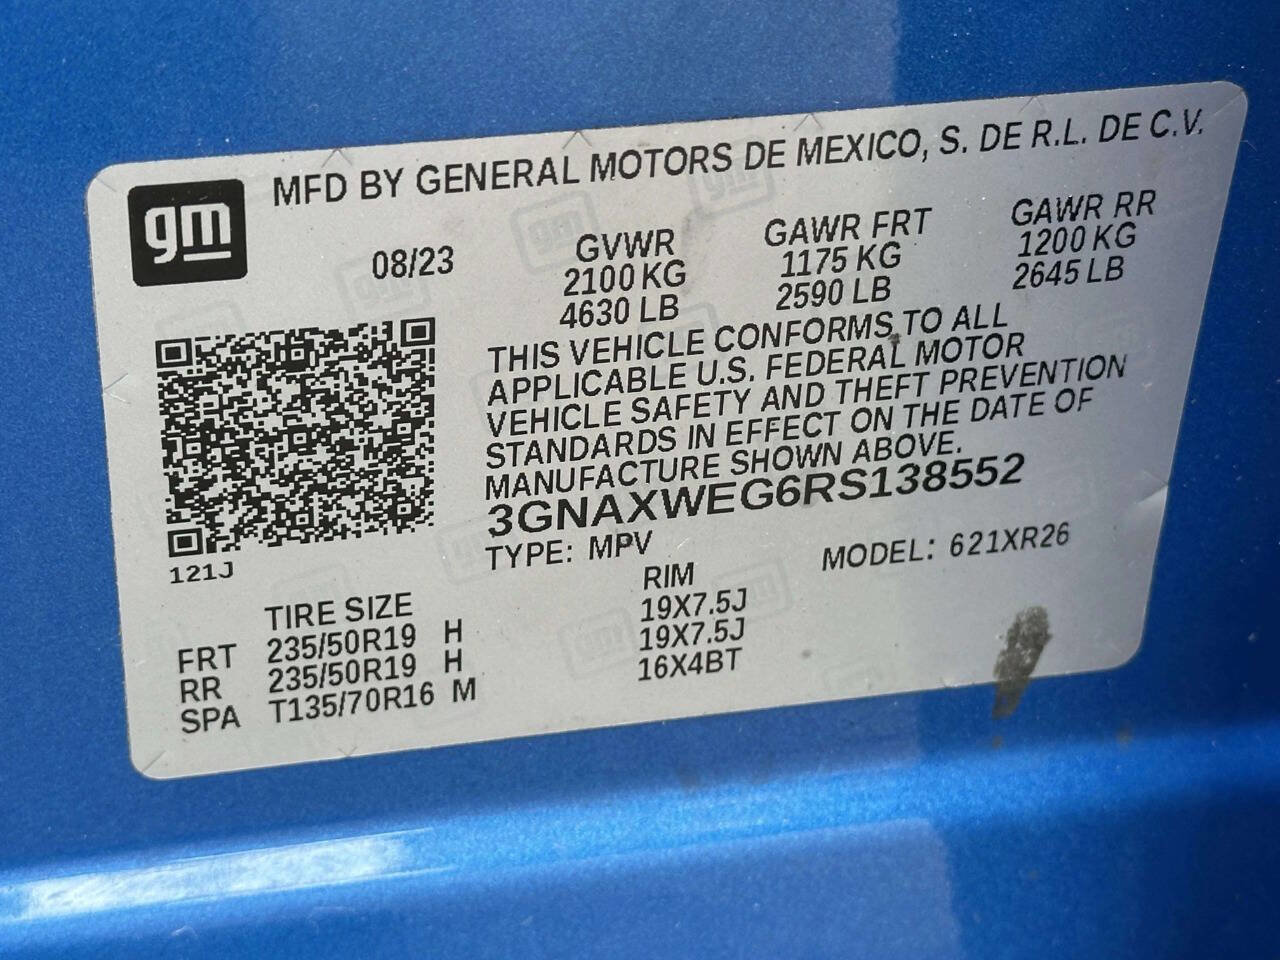 gm
MFD BY GENERAL MOTORS DE MEXICO, S. DE R.L. DE C.V.
08/23
GVWR GAWR FRT GAWR RR
2100 KG 1175 KG 1200 KG
4630 LB 2590 LB 2645 LB
THIS VEHICLE CONFORMS TO ALL
APPLICABLE U.S. FEDERAL MOTOR
VEHICLE SAFETY AND THEFT PREVENTION
STANDARDS IN EFFECT ON THE DATE OF
MANUFACTURE SHOWN ABOVE.
3GNAXWEG6RS138552
TYPE: MPV MODEL: 621XR26
121J
TIRE SIZE RIM
FRT 235/50R19 H 19X7.5J
RR 235/50R19 H 19X7.5J
SPA T135/70R16 M 16X4BT